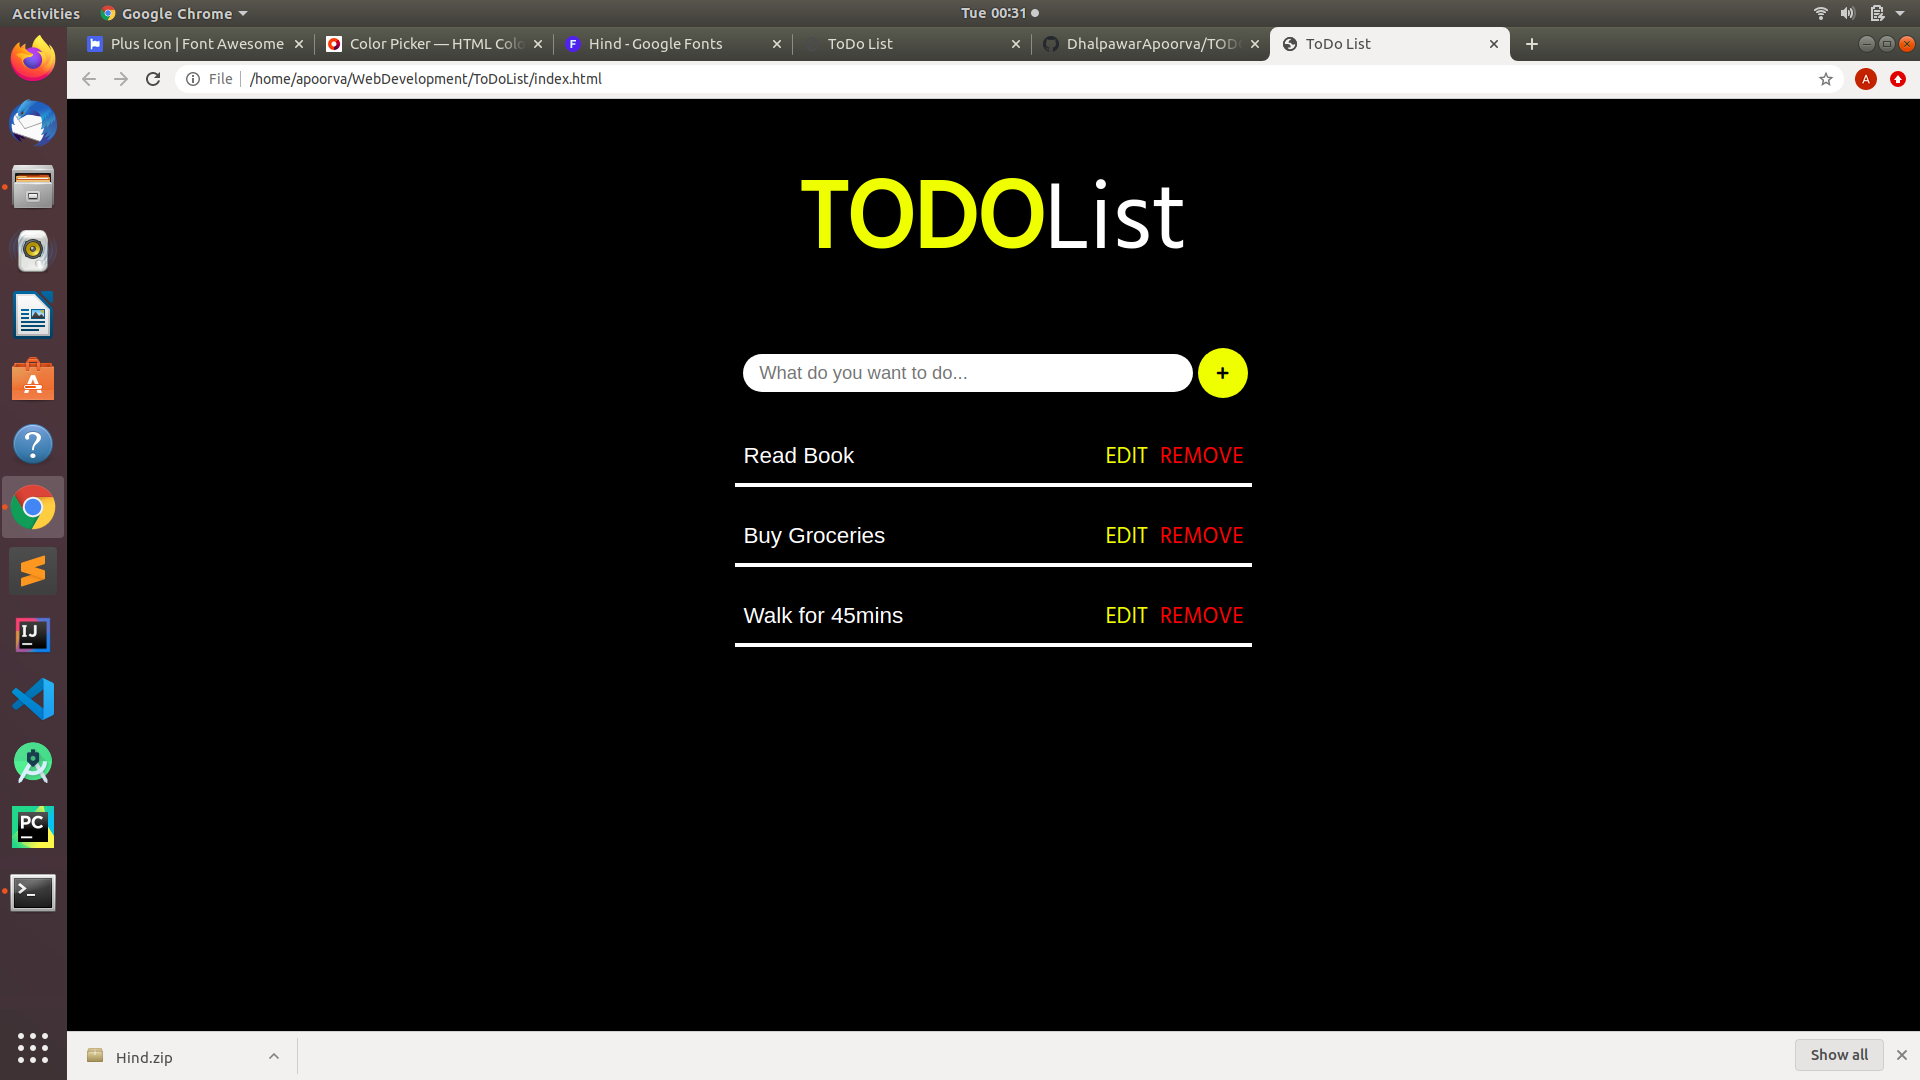 Activities Google Chrome Tue 00:31
Plus Icon | Font Awesome Color Picker — HTML Colo Hind - Google Fonts ToDo List DhalpawarApoorva/TODO ToDo List
File /home/apoorva/WebDevelopment/ToDoList/index.html A
TODOList
What do you want to do... +
Read Book EDIT REMOVE
Buy Groceries EDIT REMOVE
Walk for 45mins EDIT REMOVE
IJ
PC
Hind.zip Show all